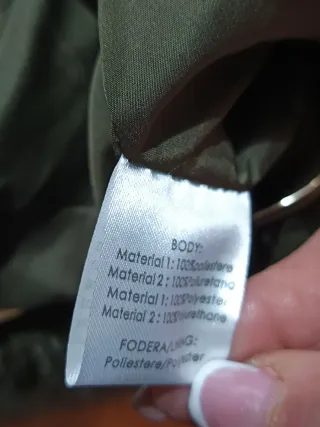 BODY:
Material 1: 100%poliestere
Material 2: 100%Poliuretano
Material 1: 100%Polyester
Material 2: 100%Polyurethane
FODERA/LINING:
Poliestere/Polyester